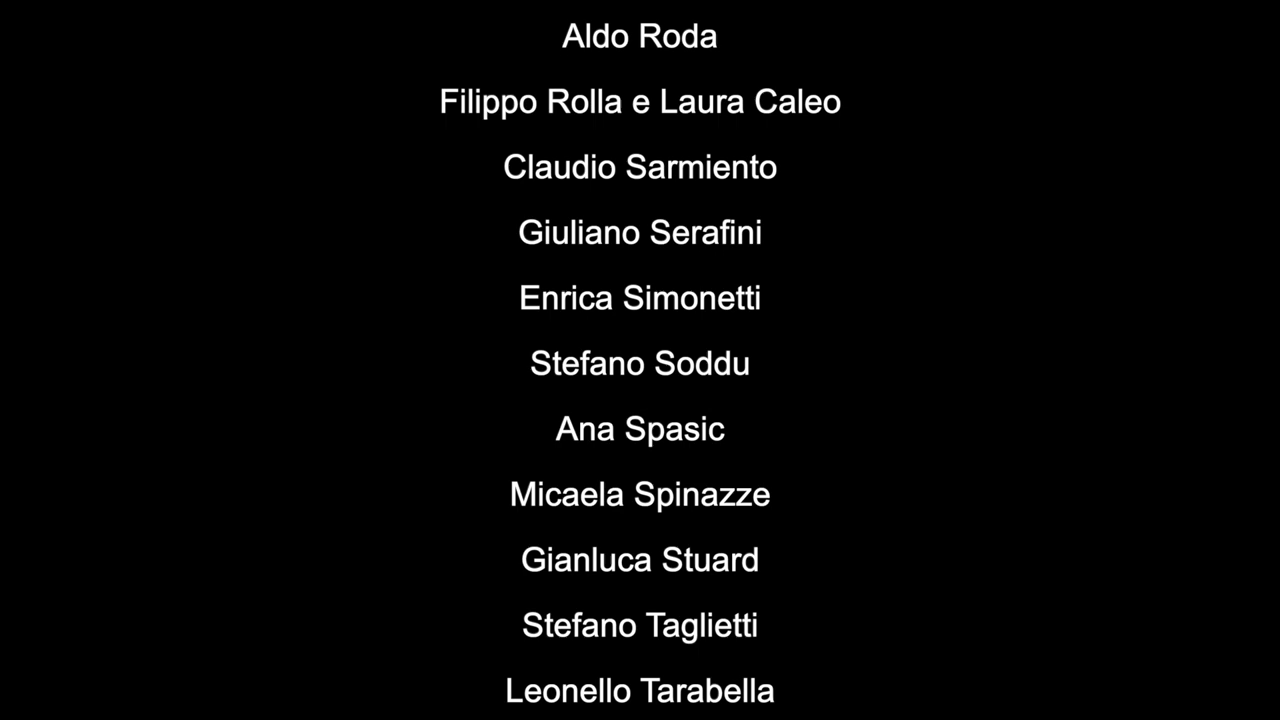 Aldo Roda
Filippo Rolla e Laura Caleo
Claudio Sarmiento
Giuliano Serafini
Enrica Simonetti
Stefano Soddu
Ana Spasic
Micaela Spinazze
Gianluca Stuard
Stefano Taglietti
Leonello Tarabella